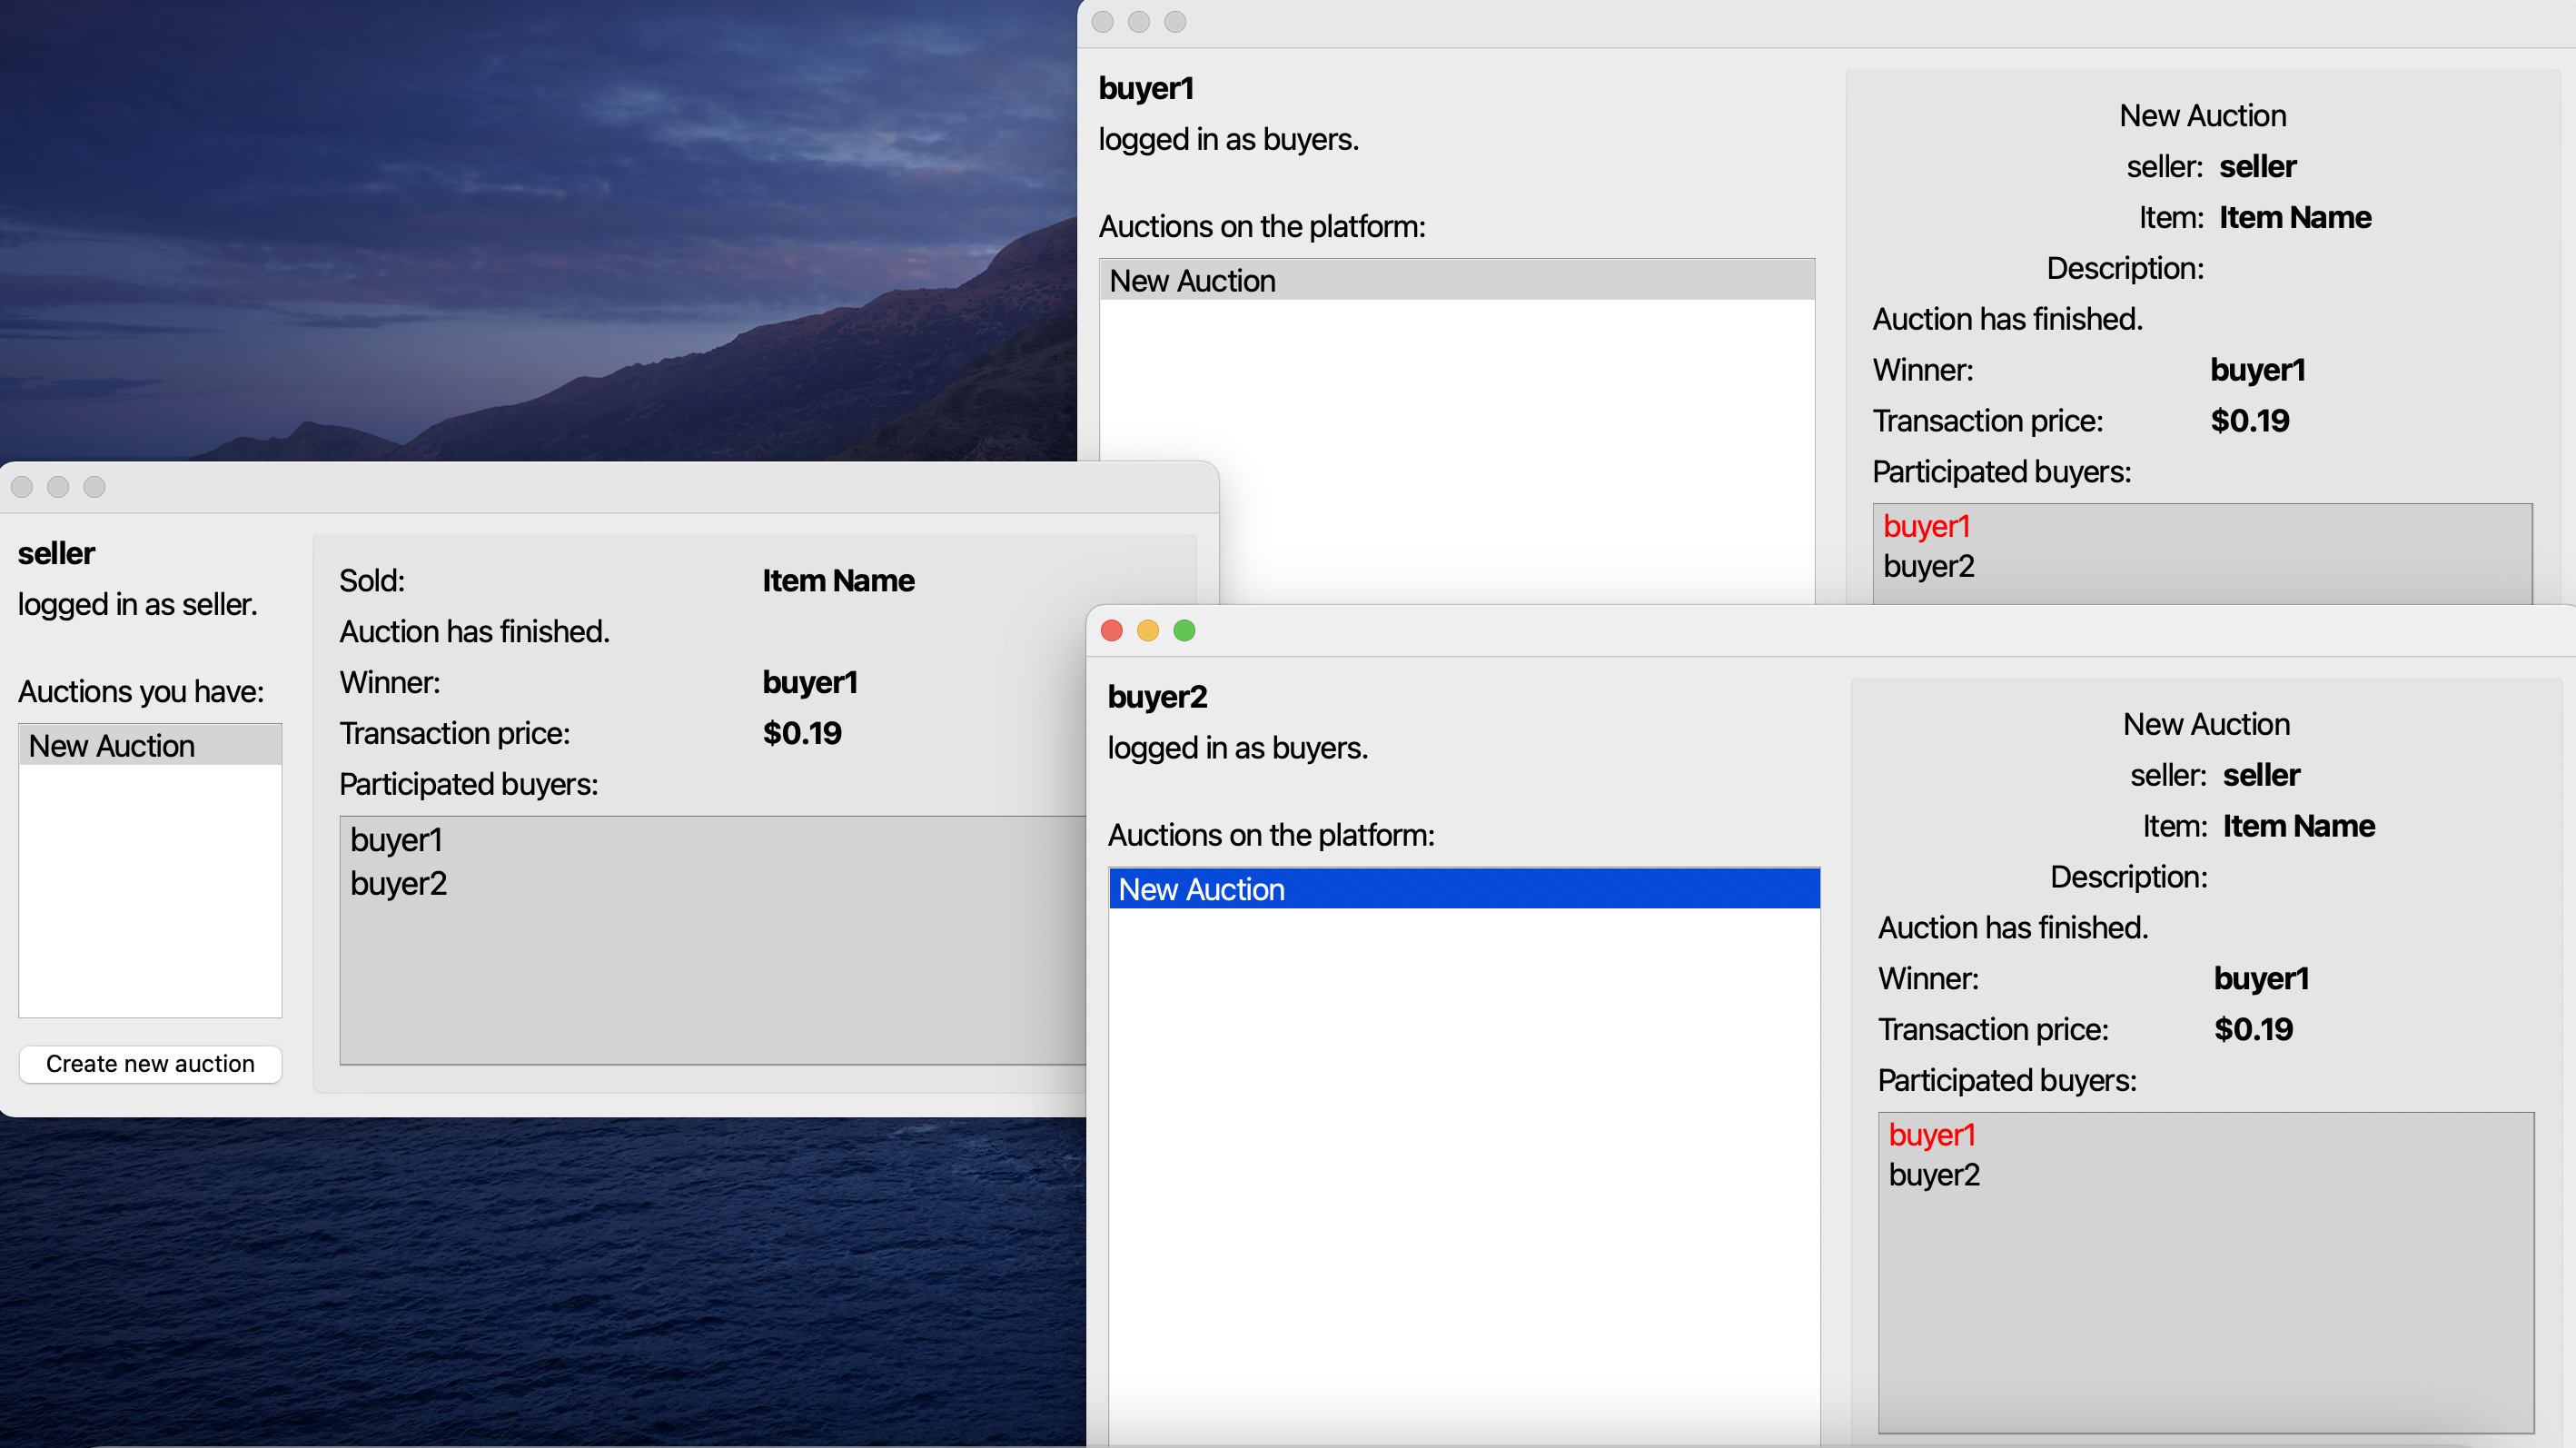 buyer1
logged in as buyers.
Auctions on the platform:
New Auction
New Auction
seller: seller
Item: Item Name
Description:
Auction has finished.
Winner: buyer1
Transaction price: $0.19
Participated buyers:
buyer1
buyer2
seller
logged in as seller.
Auctions you have:
New Auction
Create new auction
Sold: Item Name
Auction has finished.
Winner: buyer1
Transaction price: $0.19
Participated buyers:
buyer1
buyer2
buyer2
logged in as buyers.
Auctions on the platform:
New Auction
New Auction
seller: seller
Item: Item Name
Description:
Auction has finished.
Winner: buyer1
Transaction price: $0.19
Participated buyers:
buyer1
buyer2